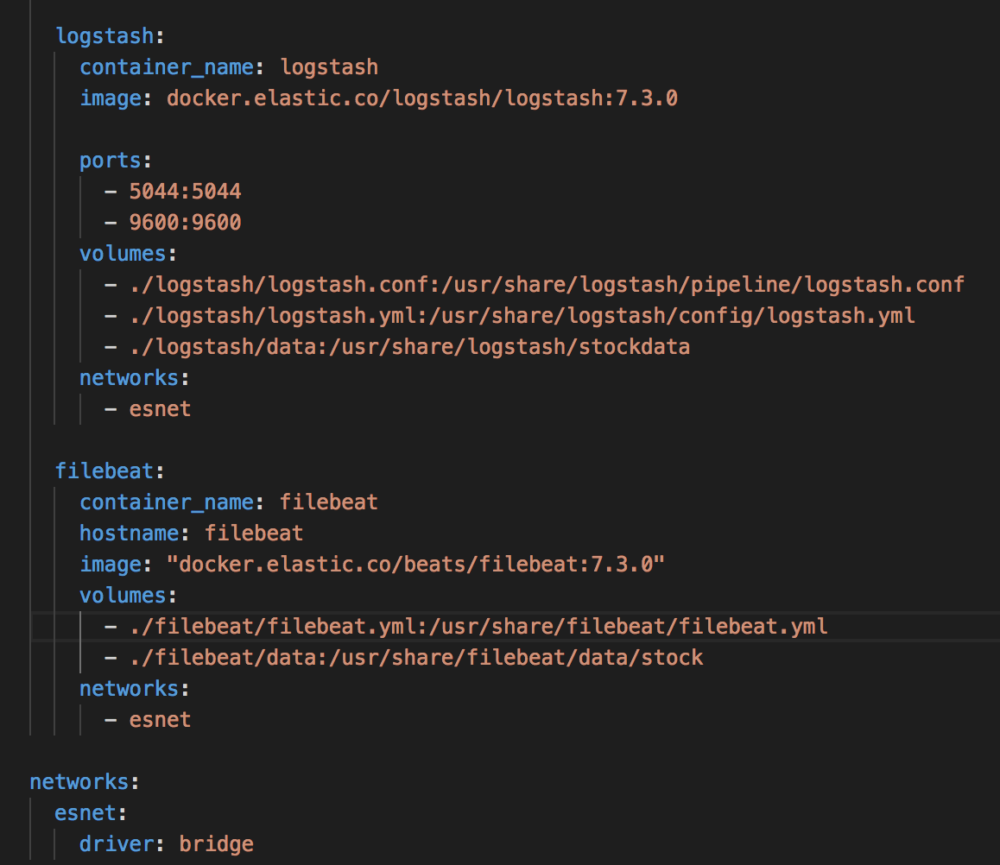 logstash:
container_name: logstash
image: docker.elastic.co/logstash/logstash:7.3.0
ports:
- 5044:5044
- 9600:9600
volumes:
- ./logstash/logstash.conf:/usr/share/logstash/pipeline/logstash.conf
- ./logstash/logstash.yml:/usr/share/logstash/config/logstash.yml
- ./logstash/data:/usr/share/logstash/stockdata
networks:
- esnet
filebeat:
container_name: filebeat
hostname: filebeat
image: "docker.elastic.co/beats/filebeat:7.3.0"
volumes:
- ./filebeat/filebeat.yml:/usr/share/filebeat/filebeat.yml
- ./filebeat/data:/usr/share/filebeat/data/stock
networks:
- esnet
networks:
esnet:
driver: bridge